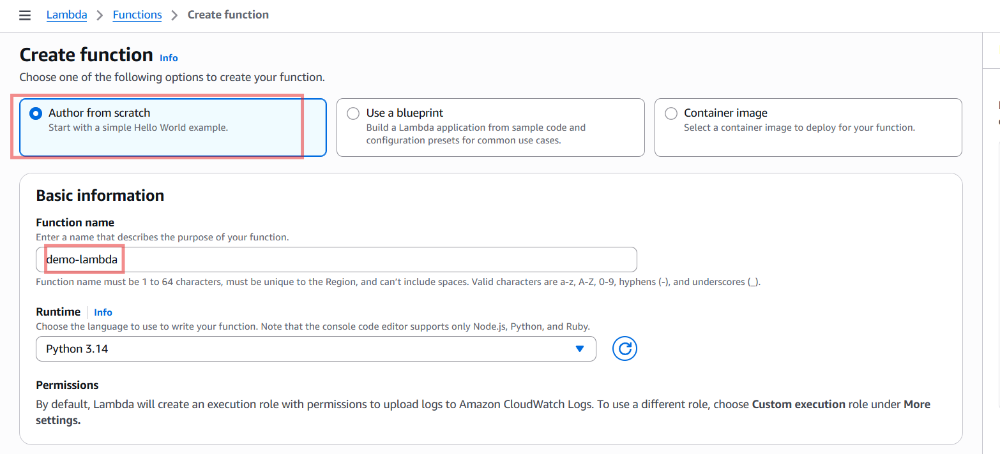 Lambda > Functions > Create function
Create function Info
Choose one of the following options to create your function.
Author from scratch
Start with a simple Hello World example.
Use a blueprint
Build a Lambda application from sample code and
configuration presets for common use cases.
Container image
Select a container image to deploy for your function.
Basic information
Function name
Enter a name that describes the purpose of your function.
demo-lambda
Function name must be 1 to 64 characters, must be unique to the Region, and can't include spaces. Valid characters are a-z, A-Z, 0-9, hyphens (-), and underscores (_).
Runtime Info
Choose the language to use to write your function. Note that the console code editor supports only Node.js, Python, and Ruby.
Python 3.14
Permissions
By default, Lambda will create an execution role with permissions to upload logs to Amazon CloudWatch Logs. To use a different role, choose Custom execution role under More
settings.